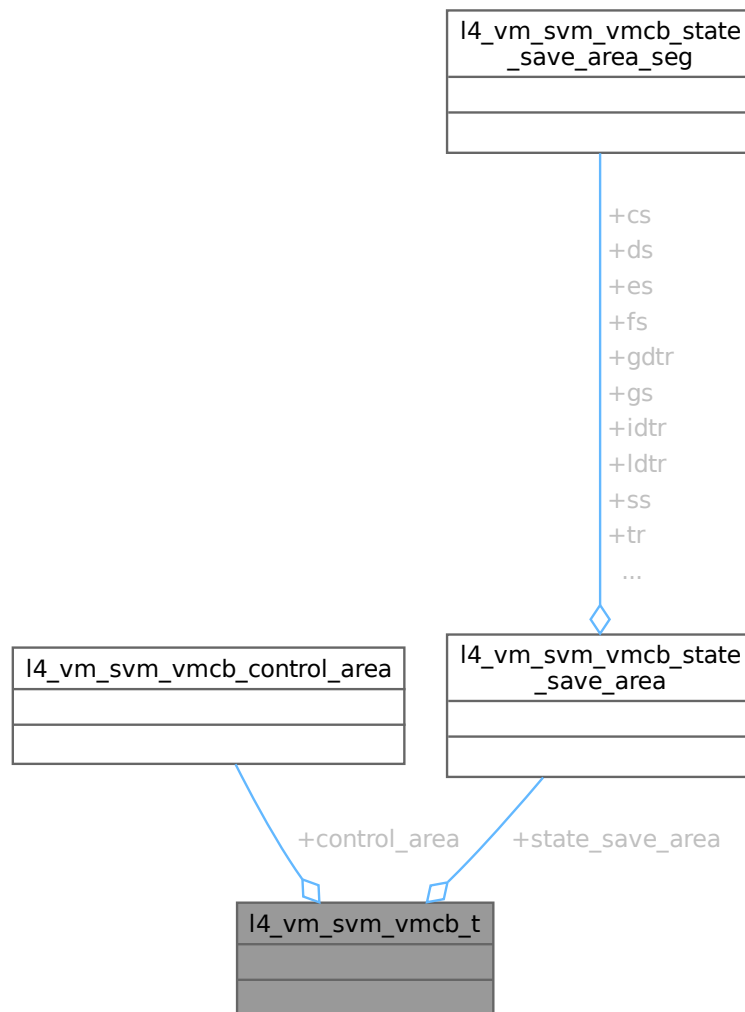 l4_vm_svm_vmcb_state
_save_area_seg
+cs
+ds
+es
+fs
+gdtr
+gs
+idtr
+ldtr
+ss
+tr
...
l4_vm_svm_vmcb_control_area
l4_vm_svm_vmcb_state
_save_area
+control_area
+state_save_area
l4_vm_svm_vmcb_t